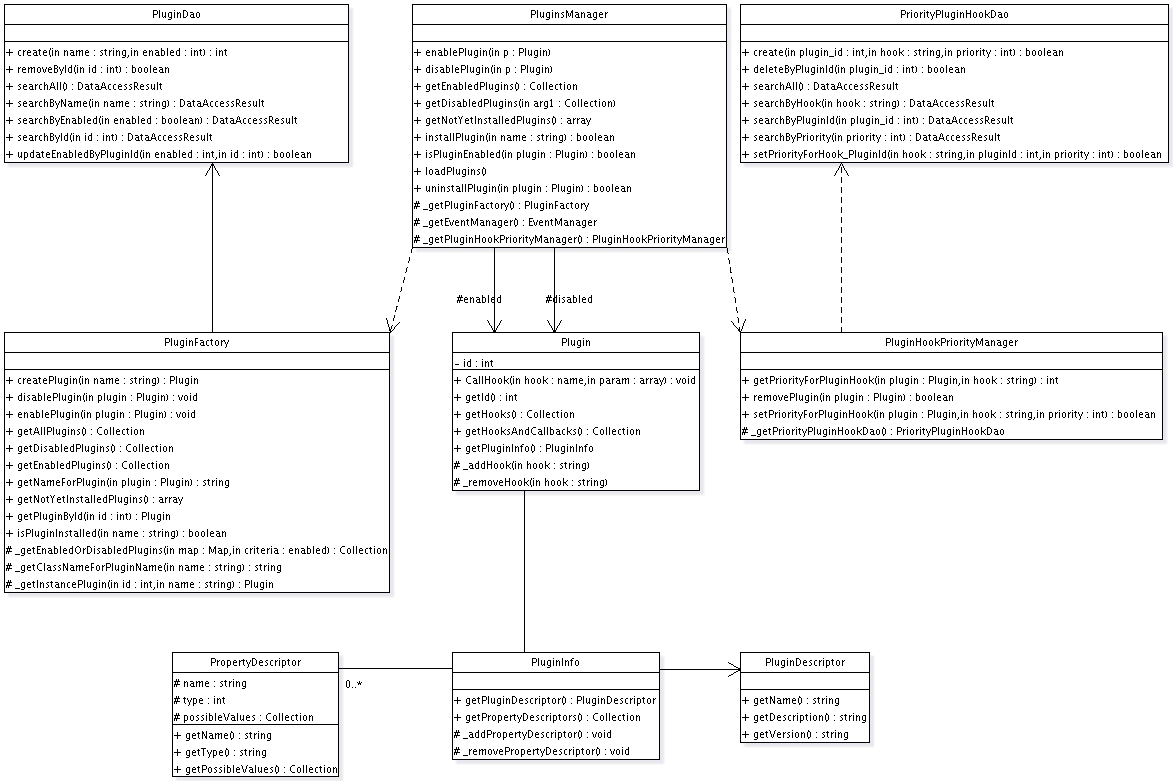 PluginDao
+ create(in name : string,in enabled : int) : int
+ removeById(in id : int) : boolean
+ searchAll() : DataAccessResult
+ searchByName(in name : string) : DataAccessResult
+ searchByEnabled(in enabled : boolean) : DataAccessResult
+ searchById(in id : int) : DataAccessResult
+ updateEnabledByPluginId(in enabled : int,in id : int) : boolean
PluginsManager
+ enablePlugin(in p : Plugin)
+ disablePlugin(in p : Plugin)
+ getEnabledPlugins() : Collection
+ getDisabledPlugins(in arg1 : Collection)
+ getNotYetInstalledPlugins() : array
+ installPlugin(in name : string) : boolean
+ isPluginEnabled(in plugin : Plugin) : boolean
+ loadPlugins()
+ uninstallPlugin(in plugin : Plugin) : boolean
# _getPluginFactory() : PluginFactory
# _getEventManager() : EventManager
# _getPluginHookPriorityManager() : PluginHookPriorityManager
PriorityPluginHookDao
+ create(in plugin_id : int,in hook : string,in priority : int) : boolean
+ deleteByPluginId(in plugin_id : int) : boolean
+ searchAll() : DataAccessResult
+ searchByHook(in hook : string) : DataAccessResult
+ searchByPluginId(in plugin_id : int) : DataAccessResult
+ searchByPriority(in priority : int) : DataAccessResult
+ setPriorityForHook_PluginId(in hook : string,in pluginId : int,in priority : int) : boolean
#enabled
#disabled
PluginFactory
+ createPlugin(in name : string) : Plugin
+ disablePlugin(in plugin : Plugin) : void
+ enablePlugin(in plugin : Plugin) : void
+ getAllPlugins() : Collection
+ getDisabledPlugins() : Collection
+ getEnabledPlugins() : Collection
+ getNameForPlugin(in plugin : Plugin) : string
+ getNotYetInstalledPlugins() : array
+ getPluginById(in id : int) : Plugin
+ isPluginInstalled(in name : string) : boolean
# _getEnabledOrDisabledPlugins(in map : Map,in criteria : enabled) : Collection
# _getClassNameForPluginName(in name : string) : string
# _getInstancePlugin(in id : int,in name : string) : Plugin
Plugin
- id : int
+ CallHook(in hook : name,in param : array) : void
+ getId() : int
+ getHooks() : Collection
+ getHooksAndCallbacks() : Collection
+ getPluginInfo() : PluginInfo
# _addHook(in hook : string)
# _removeHook(in hook : string)
PluginHookPriorityManager
+ getPriorityForPluginHook(in plugin : Plugin,in hook : string) : int
+ removePlugin(in plugin : Plugin) : boolean
+ setPriorityForPluginHook(in plugin : Plugin,in hook : string,in priority : int) : boolean
# _getPriorityPluginHookDao() : PriorityPluginHookDao
PropertyDescriptor
# name : string
# type : int
# possibleValues : Collection
+ getName() : string
+ getType() : string
+ getPossibleValues() : Collection
0..*
PluginInfo
+ getPluginDescriptor() : PluginDescriptor
+ getPropertyDescriptors() : Collection
# _addPropertyDescriptor() : void
# _removePropertyDescriptor() : void
PluginDescriptor
+ getName() : string
+ getDescription() : string
+ getVersion() : string